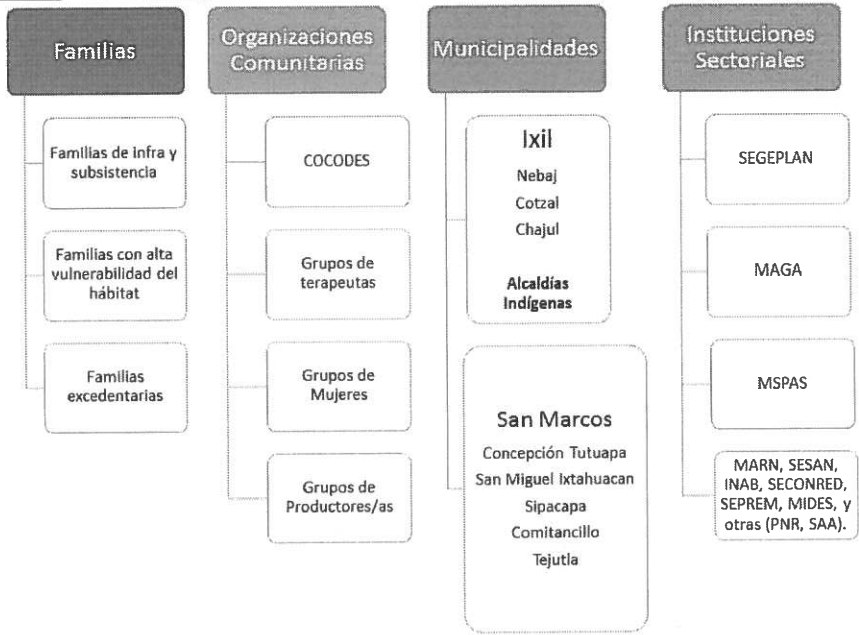 Familias
Familias de infra y
subsistencia
Familias con alta
vulnerabilidad del
hábitat
Familias
excedentarias
Organizaciones
Comunitarias
COCODES
Grupos de
terapeutas
Grupos de
Mujeres
Grupos de
Productores/as
Municipalidades
Ixil
Nebaj
Cotzal
Chajul
Alcaldías
Indígenas
San Marcos
Concepción Tutuapa
San Miguel Ixtahuacan
Sipacapa
Comitancillo
Tejutla
Instituciones
Sectoriales
SEGEPLAN
MAGA
MSPAS
MARN, SESAN,
INAB, SECONRED,
SEPREM, MIDES, y
otras (PNR, SAA).